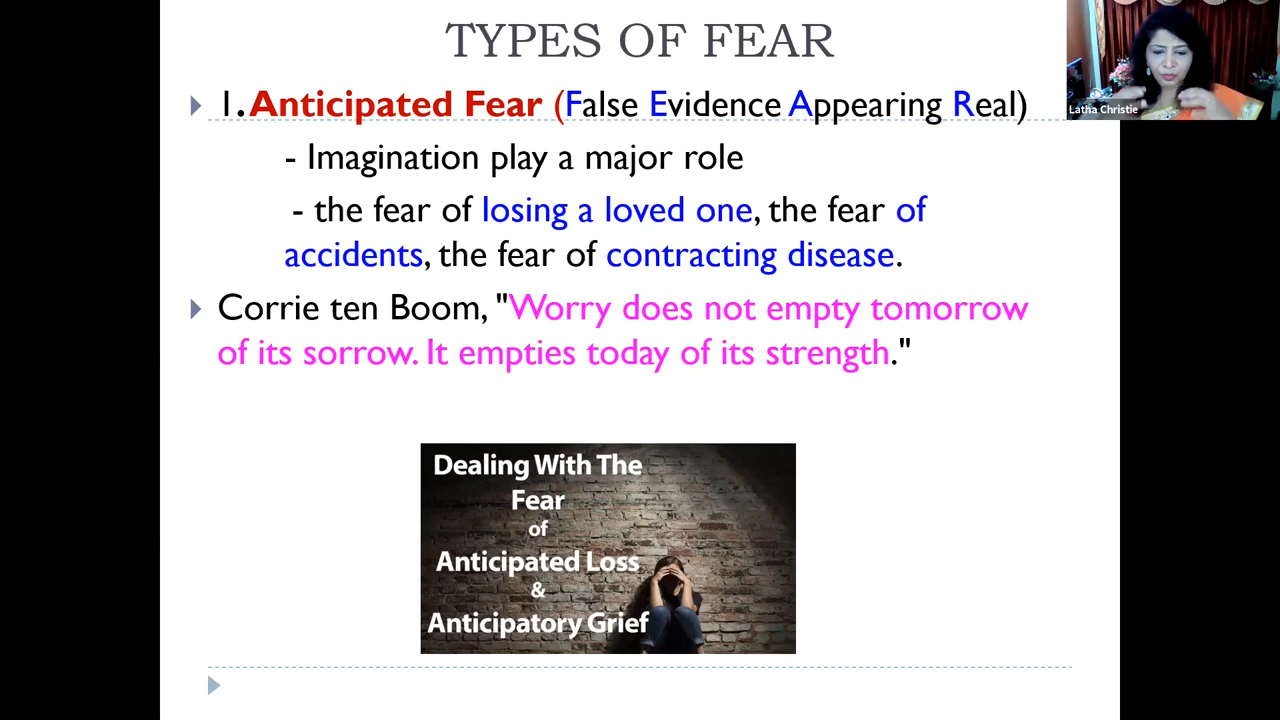 TYPES OF FEAR
1. Anticipated Fear (False Evidence Appearing Real)
- Imagination play a major role
- the fear of losing a loved one, the fear of
accidents, the fear of contracting disease.
Corrie ten Boom, "Worry does not empty tomorrow
of its sorrow. It empties today of its strength."
Dealing With The
Fear
of
Anticipated Loss
&
Anticipatory Grief
Latha Christie